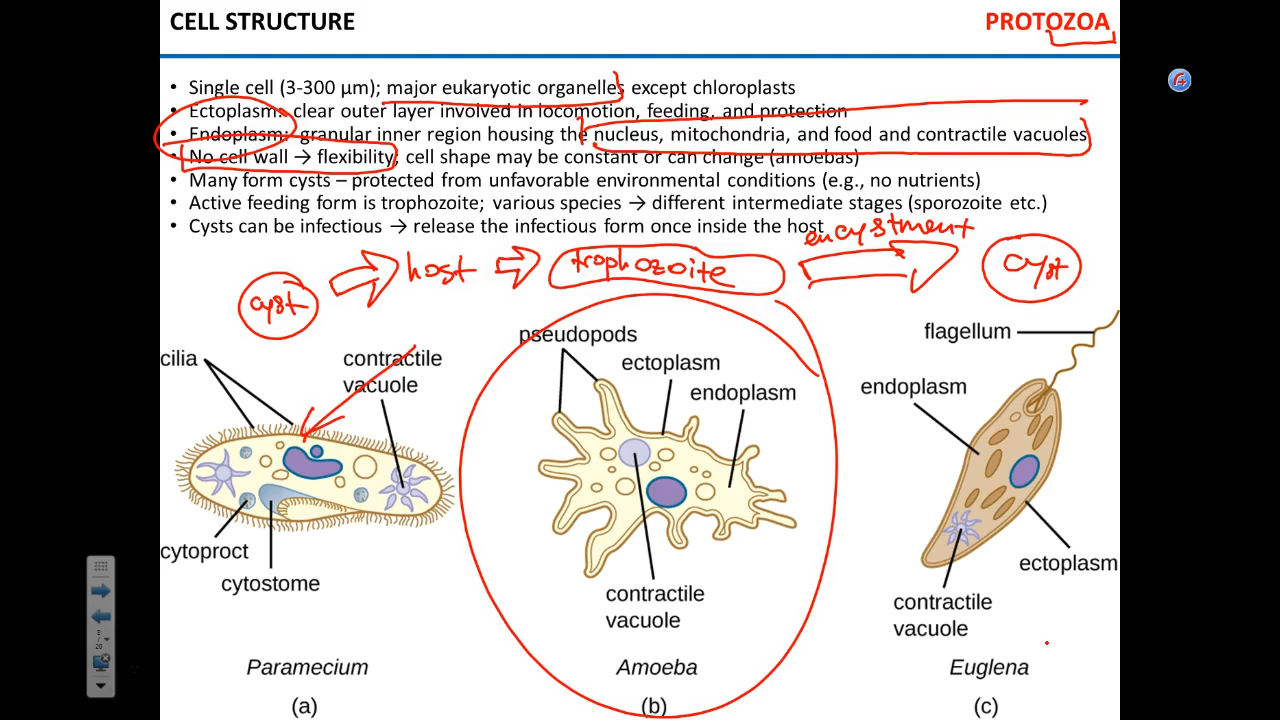 CELL STRUCTURE
PROTOZOA
• Single cell (3-300 µm); major eukaryotic organelles except chloroplasts
• Ectoplasm: clear outer layer involved in locomotion, feeding, and protection
• Endoplasm: granular inner region housing the nucleus, mitochondria, and food and contractile vacuoles
• No cell wall → flexibility; cell shape may be constant or can change (amoebas)
• Many form cysts – protected from unfavorable environmental conditions (e.g., no nutrients)
• Active feeding form is trophozoite; various species → different intermediate stages (sporozoite etc.)
• Cysts can be infectious → release the infectious form once inside the host
encystment
cyst ⇒ host ⇒ trophozoite ⇒ cyst
cilia
contractile
vacuole
cytoproct
cytostome
Paramecium
(a)
pseudopods
ectoplasm
endoplasm
contractile
vacuole
Amoeba
(b)
flagellum
endoplasm
ectoplasm
contractile
vacuole
Euglena
(c)
8
/
20